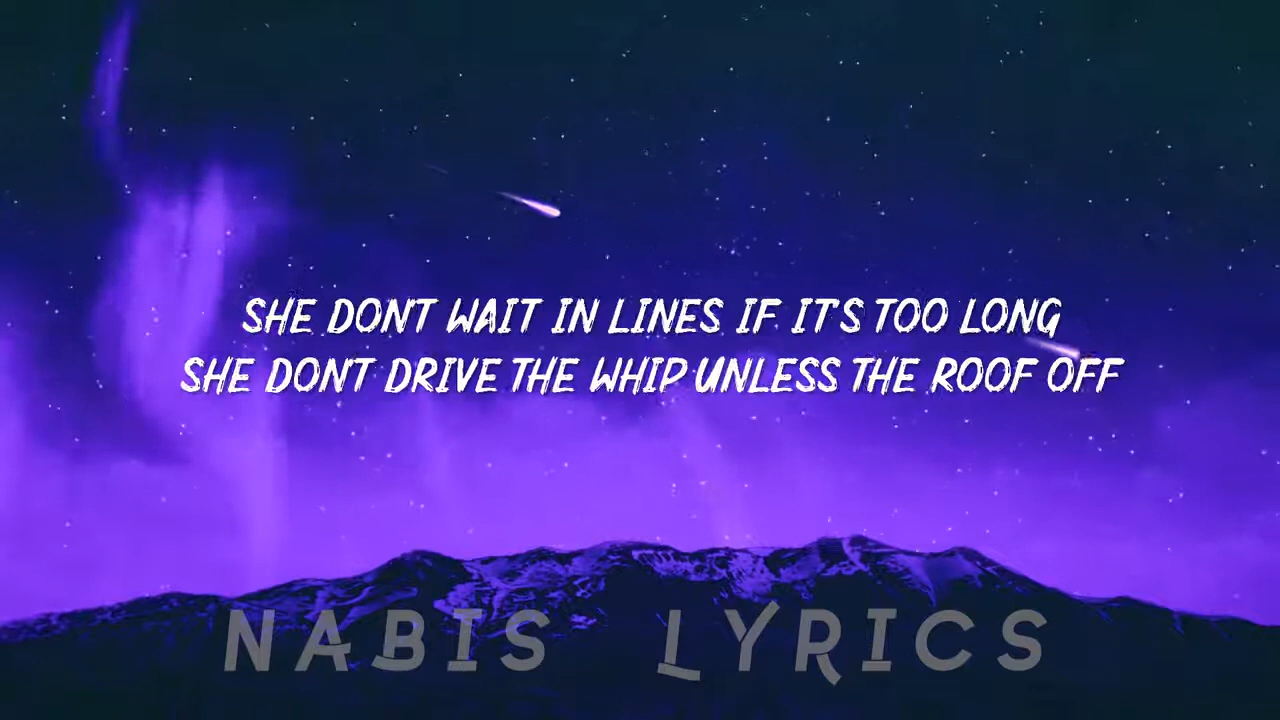 SHE DONT WAIT IN LINES IF IT'S TOO LONG
SHE DONT DRIVE THE WHIP UNLESS THE ROOF OFF
NABIS LYRICS